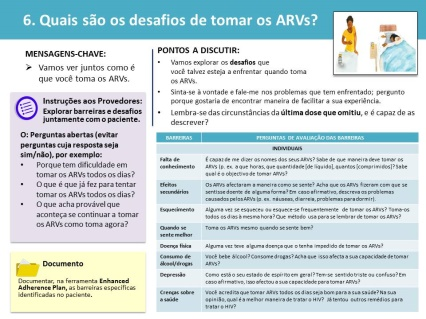 6. Quais são os desafios de tomar os ARVs?
MENSAGENS-CHAVE:
Vamos ver juntos como é
que você toma os ARVs.
Instruções aos Provedores:
Explorar barreiras e desafios
juntamente com o paciente.
O: Perguntas abertas (evitar
perguntas cuja resposta seja
sim/não), por exemplo:
Porque tem dificuldade em
tomar os ARVs todos os dias?
O que é que já fez para tentar
tomar os ARVs todos os dias?
O que acha provável que
aconteça se continuar a tomar
os ARVs como toma agora?
Documento
Documentar, na ferramenta Enhanced
Adherence Plan, as barreiras específicas
identificadas no paciente.
PONTOS A DISCUTIR:
Vamos explorar os desafios que
você talvez esteja a enfrentar quando toma
os ARVs.
Sinta-se à vontade e fale-me nos problemas que tem enfrentado; pergunto
porque gostaria de encontrar maneira de facilitar a sua experiência.
Lembra-se das circunstâncias da última dose que omitiu, e é capaz de as
descrever?
BARREIRAS PERGUNTAS DE AVALIAÇÃO DAS BARREIRAS
INDIVIDUAIS
Falta de conhecimento
É capaz de me dizer os nomes dos seus ARVs? Sabe de que maneira deve tomar os
ARVs (p. ex. a que horas, em que quantidade [de líquido], quantos [comprimidos]? Sabe
qual é o objectivo de tomar ARVs?
Efeitos secundários
Os ARVs afectaram a maneira como se sente? Acha que os ARVs fizeram com que se
sentisse doente de alguma forma? Em caso afirmativo, descreva os problemas
causados pelos ARVs (p. ex. náuseas, diarreia, problemas para dormir).
Esquecimento
Alguma vez se esqueceu ou esquece-se frequentemente de tomar os ARVs? Toma-os
todos os dias à mesma hora? Que método usa para se lembrar de tomar os ARVs?
Quando se sente melhor
Toma os ARVs mesmo quando se sente bem?
Doença física
Alguma vez teve alguma doença que o tenha impedido de tomar os ARVs?
Consumo de álcool/drogas
Você bebe álcool? Consome drogas? Acha que isso afecta a sua capacidade de tomar
ARVs?
Depressão
Como está o seu estado de espírito em geral? Tem-se sentido triste ou confuso? Em
caso afirmativo, isso afectou a sua capacidade para tomar ARVs?
Crenças sobre a saúde
Você acredita que tomar ARVs todos os dias seja bom para a sua saúde? Na sua
opinião, qual é a melhor maneira de tratar o HIV? Já tentou outros remédios para
tratar o HIV?